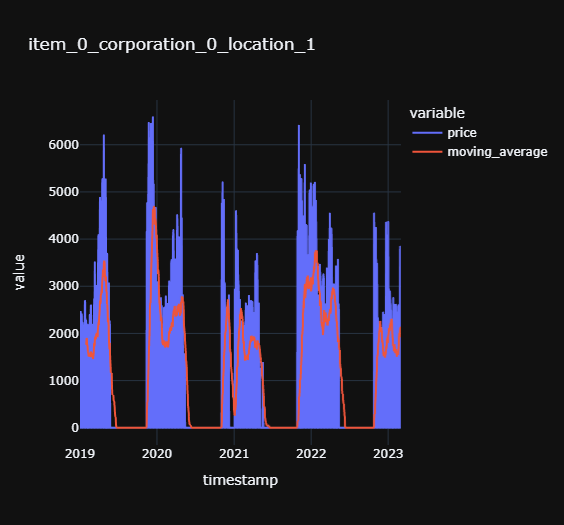 item_0_corporation_0_location_1
variable
price
moving_average
6000
5000
4000
3000
2000
1000
0
value
2019 2020 2021 2022 2023
timestamp